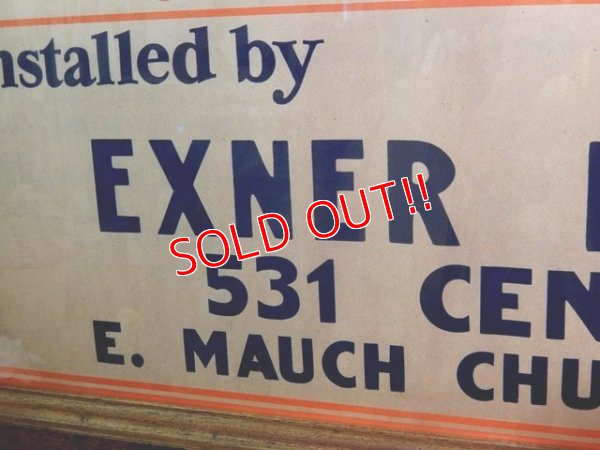 nstalled by
EXNER
SOLD OUT!!
531 CEN
E. MAUCH CHU